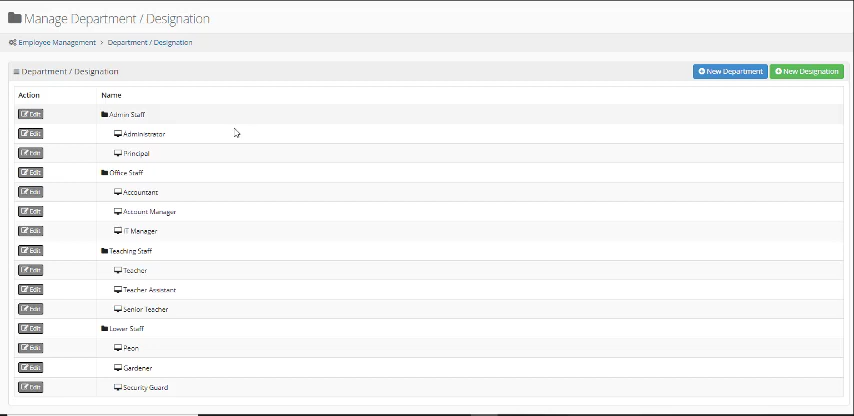 Manage Department / Designation
Employee Management > Department / Designation
Department / Designation New Department New Designation
Action Name
Edit Admin Staff
Edit Administrator
Edit Principal
Edit Office Staff
Edit Accountant
Edit Account Manager
Edit IT Manager
Edit Teaching Staff
Edit Teacher
Edit Teacher Assistant
Edit Senior Teacher
Edit Lower Staff
Edit Peon
Edit Gardener
Edit Security Guard